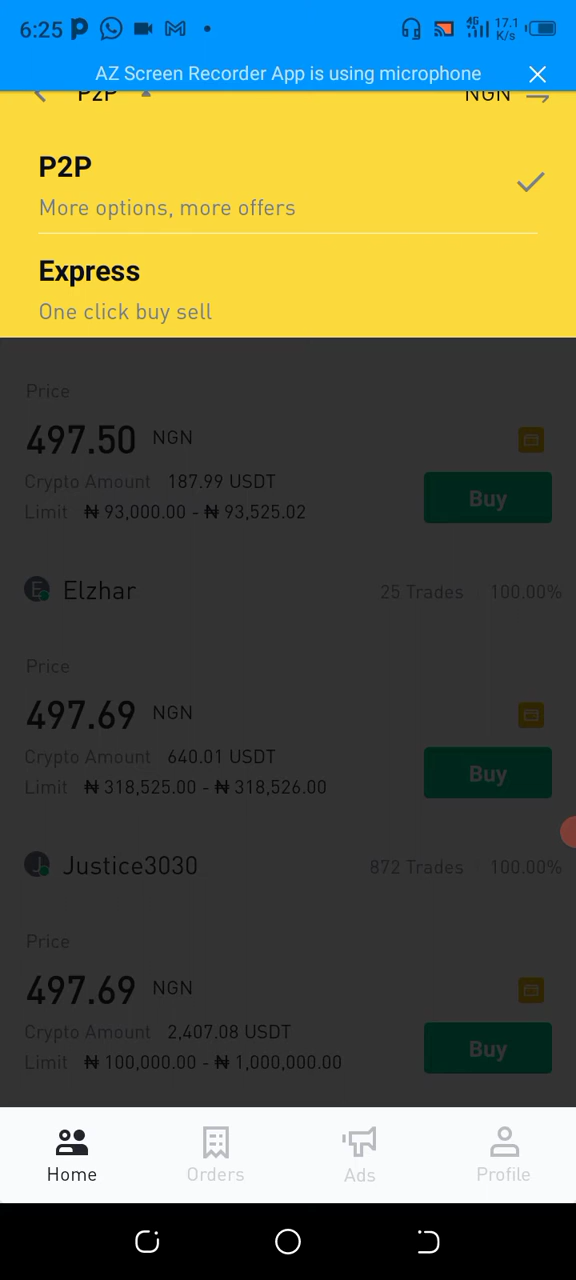 6:25
4G 17.1 K/s
AZ Screen Recorder App is using microphone
P2P NGN
P2P
More options, more offers
Express
One click buy sell
Price
497.50 NGN
Crypto Amount 187.99 USDT
Limit ₦ 93,000.00 - ₦ 93,525.02
Buy
E Elzhar 25 Trades 100.00%
Price
497.69 NGN
Crypto Amount 640.01 USDT
Limit ₦ 318,525.00 - ₦ 318,526.00
Buy
J Justice3030 872 Trades 100.00%
Price
497.69 NGN
Crypto Amount 2,407.08 USDT
Limit ₦ 100,000.00 - ₦ 1,000,000.00
Buy
Home Orders Ads Profile